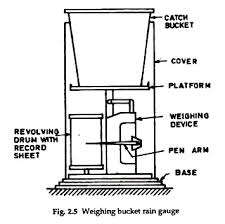 CATCH
BUCKET
COVER
PLATFORM
WEIGHING
DEVICE
REVOLVING
DRUM WITH
RECORD
SHEET
PEN ARM
BASE
Fig. 2.5 Weighing bucket rain gauge